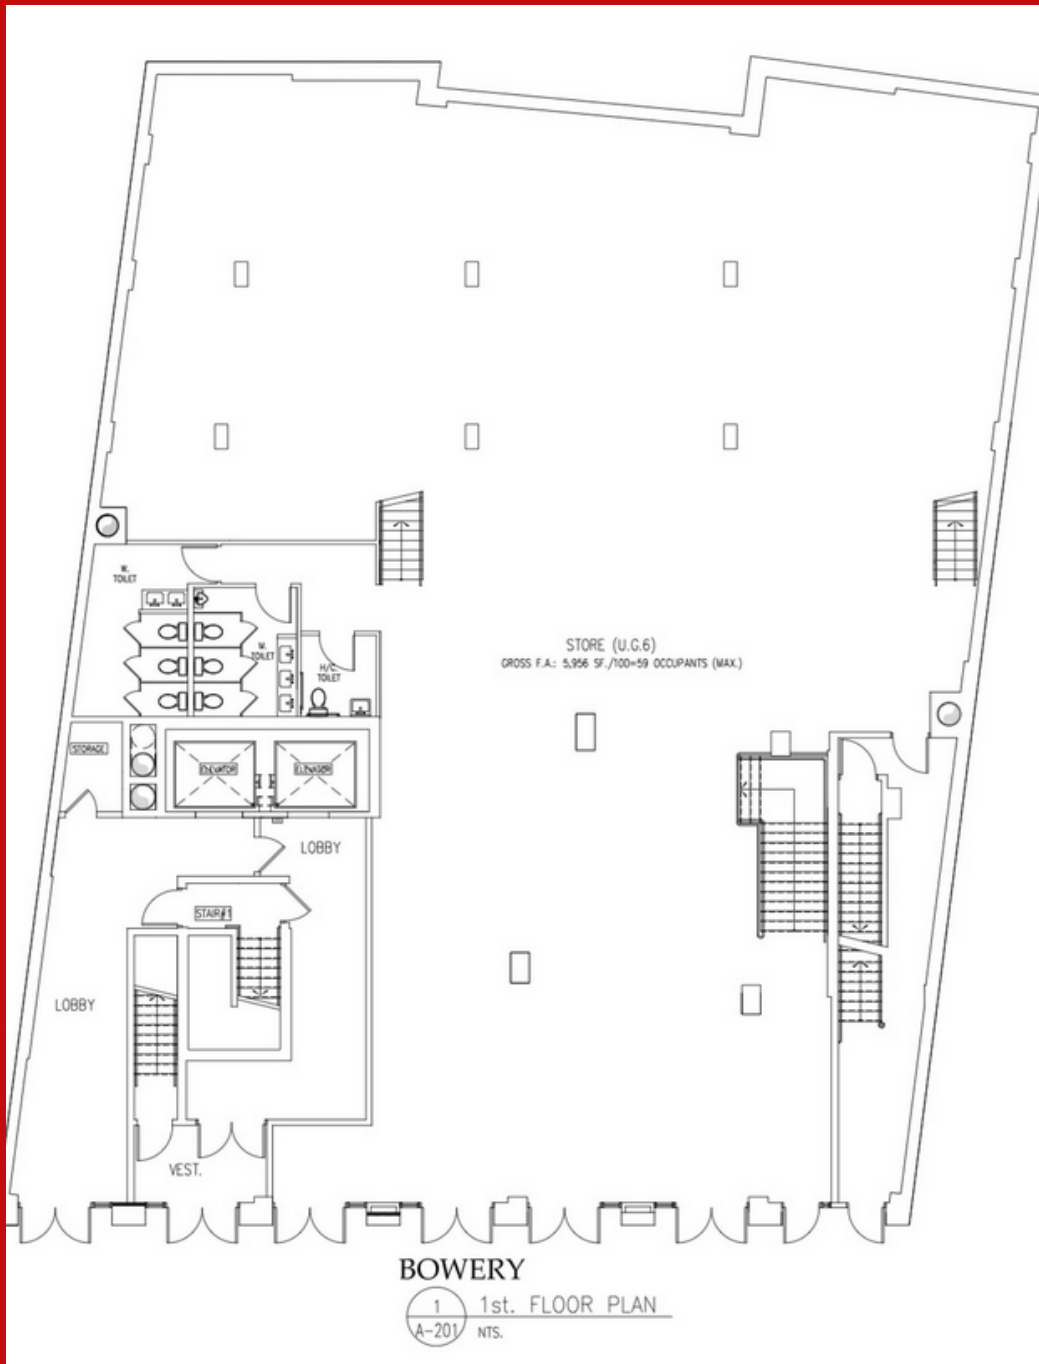 STORE (U.G.6)
GROSS F.A.: 5,956 SF./100=59 OCCUPANTS (MAX.)
W.
TOILET
M.
TOILET
H/C.
TOILET
STORAGE
ELEVATOR
ELEVATOR
LOBBY
STAIR#1
LOBBY
VEST.
BOWERY
1
A-201
1st. FLOOR PLAN
NTS.